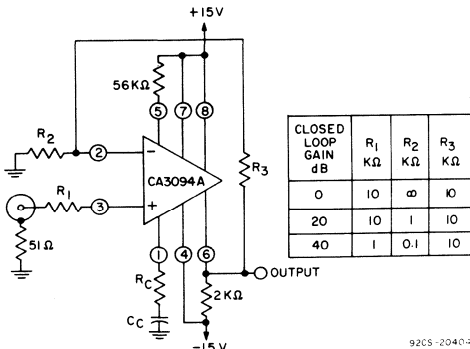 +15V
56KΩ
5
7
8
R2
2
−
R3
CA3094A
R1
3
+
51Ω
1
4
6
OUTPUT
RC
2KΩ
CC
−15V
CLOSED LOOP GAIN dB | R1 KΩ | R2 KΩ | R3 KΩ
0 | 10 | ∞ | 10
20 | 10 | 1 | 10
40 | 1 | 0.1 | 10
92CS-20404